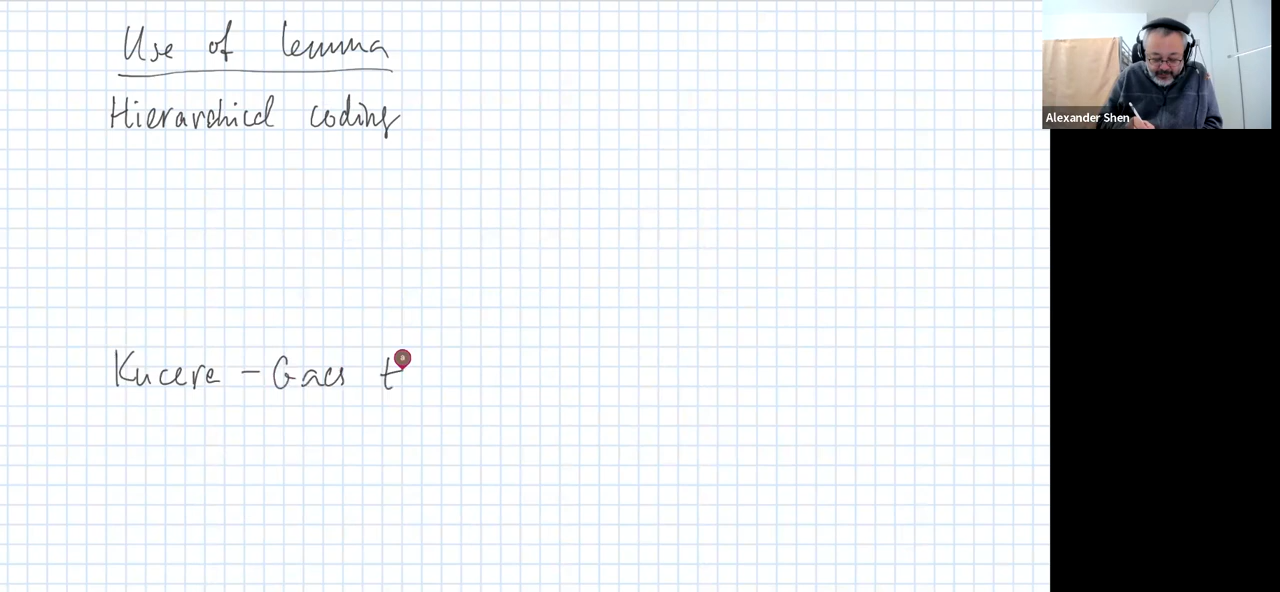 Use of lemma
Alexander Shen
Hierarchical coding
Kucera - Gacs t